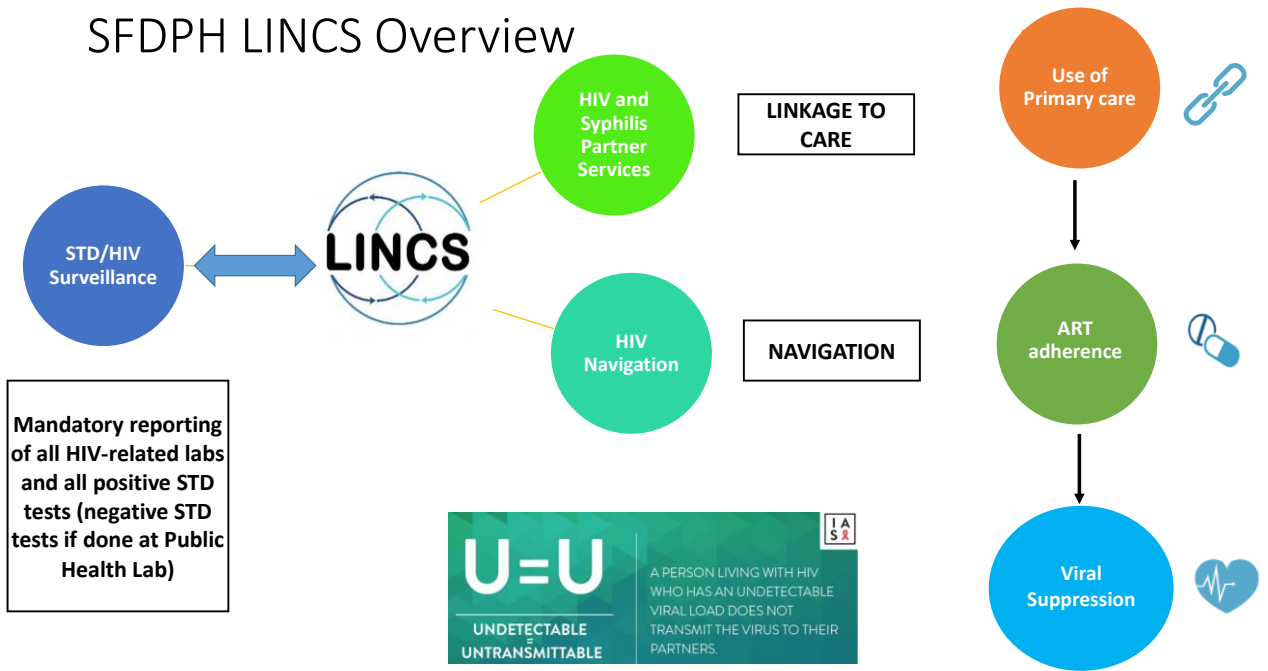 SFDPH LINCS Overview
STD/HIV
Surveillance
Mandatory reporting
of all HIV-related labs
and all positive STD
tests (negative STD
tests if done at Public
Health Lab)
LINCS
HIV and
Syphilis
Partner
Services
LINKAGE TO
CARE
HIV
Navigation
NAVIGATION
U=U
UNDETECTABLE
=
UNTRANSMITTABLE
A PERSON LIVING WITH HIV
WHO HAS AN UNDETECTABLE
VIRAL LOAD DOES NOT
TRANSMIT THE VIRUS TO THEIR
PARTNERS.
IA
S
Use of
Primary care
ART
adherence
Viral
Suppression